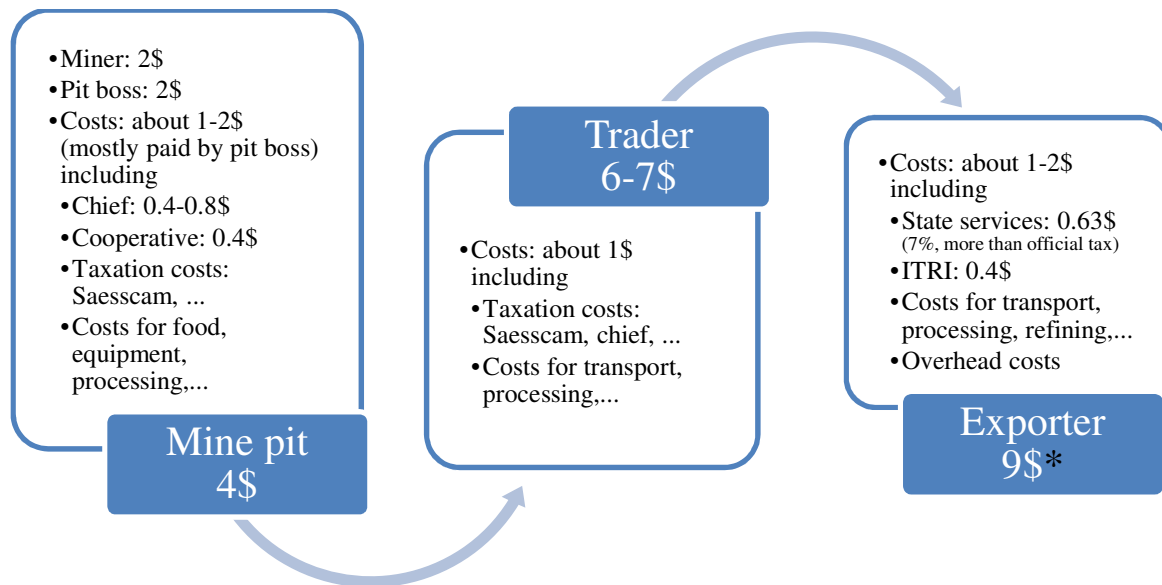 •Miner: 2$
•Pit boss: 2$
•Costs: about 1-2$
(mostly paid by pit boss)
including
•Chief: 0.4-0.8$
•Cooperative: 0.4$
•Taxation costs:
Saesscam, ...
•Costs for food,
equipment,
processing,...
Mine pit
4$
Trader
6-7$
•Costs: about 1$
including
•Taxation costs:
Saesscam, chief, ...
•Costs for transport,
processing,...
•Costs: about 1-2$
including
•State services: 0.63$
(7%, more than official tax)
•ITRI: 0.4$
•Costs for transport,
processing, refining,...
•Overhead costs
Exporter
9$*